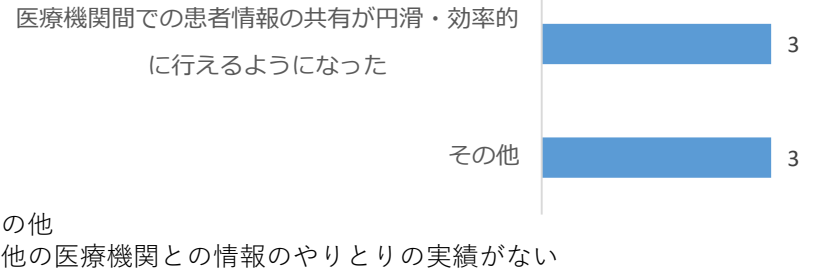 医療機関間での患者情報の共有が円滑・効率的
に行えるようになった
3
その他
3
の他
他の医療機関との情報のやりとりの実績がない